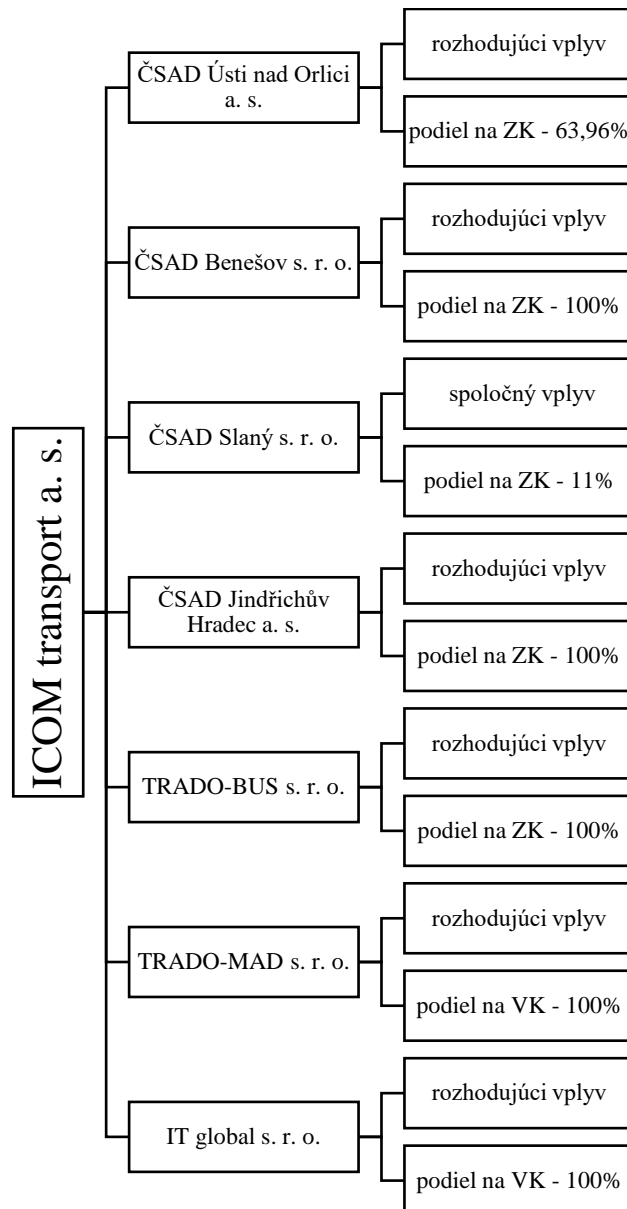 ICOM transport a. s.
ČSAD Ústi nad Orlici
a. s.
rozhodujúci vplyv
podiel na ZK - 63,96%
ČSAD Benešov s. r. o.
rozhodujúci vplyv
podiel na ZK - 100%
ČSAD Slaný s. r. o.
spoločný vplyv
podiel na ZK - 11%
ČSAD Jindřichův
Hradec a. s.
rozhodujúci vplyv
podiel na ZK - 100%
TRADO-BUS s. r. o.
rozhodujúci vplyv
podiel na ZK - 100%
TRADO-MAD s. r. o.
rozhodujúci vplyv
podiel na VK - 100%
IT global s. r. o.
rozhodujúci vplyv
podiel na VK - 100%